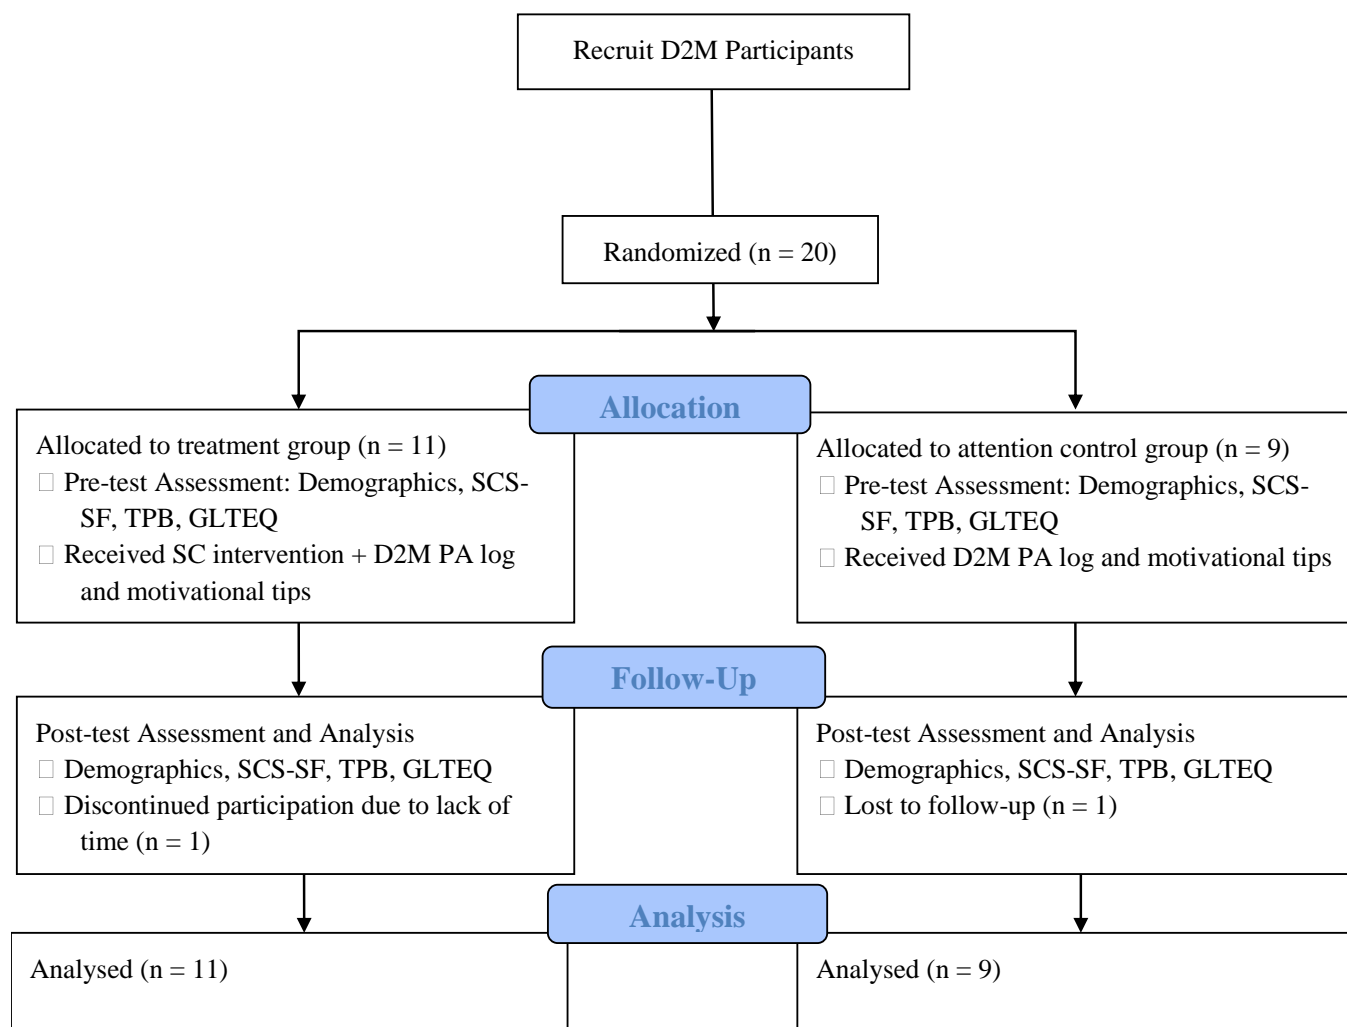 Recruit D2M Participants
Randomized (n = 20)
Allocation
Allocated to treatment group (n = 11)
□ Pre-test Assessment: Demographics, SCS-
SF, TPB, GLTEQ
□ Received SC intervention + D2M PA log
and motivational tips
Allocated to attention control group (n = 9)
□ Pre-test Assessment: Demographics, SCS-
SF, TPB, GLTEQ
□ Received D2M PA log and motivational tips
Follow-Up
Post-test Assessment and Analysis
□ Demographics, SCS-SF, TPB, GLTEQ
□ Discontinued participation due to lack of
time (n = 1)
Post-test Assessment and Analysis
□ Demographics, SCS-SF, TPB, GLTEQ
□ Lost to follow-up (n = 1)
Analysis
Analysed (n = 11)
Analysed (n = 9)